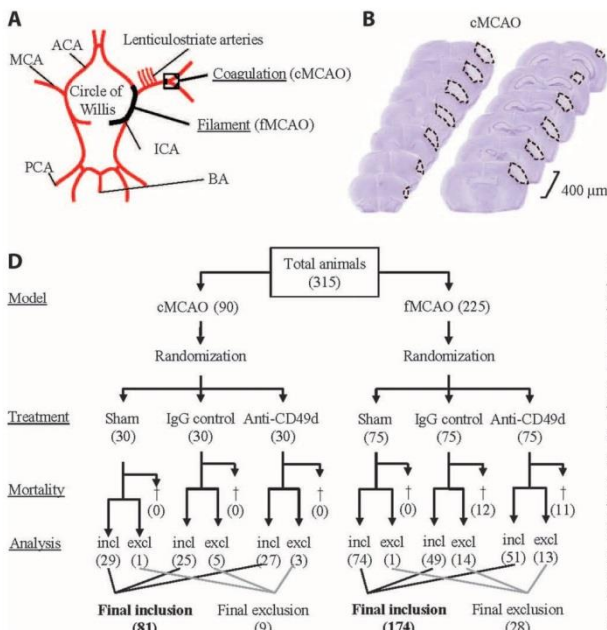 A
ACA
Lenticulostriate arteries
MCA
Circle of
Willis
Coagulation (cMCAO)
Filament (fMCAO)
ICA
PCA
BA
B
cMCAO
400 μm
D
Total animals
(315)
Model
cMCAO (90)
fMCAO (225)
Randomization
Randomization
Treatment
Sham
(30)
IgG control
(30)
Anti-CD49d
(30)
Sham
(75)
IgG control
(75)
Anti-CD49d
(75)
Mortality
†
(0)
†
(0)
†
(0)
†
(0)
†
(12)
†
(11)
Analysis
incl excl
(29) (1)
incl excl
(25) (5)
incl excl
(27) (3)
incl excl
(74) (1)
incl excl
(49) (14)
incl excl
(51) (13)
Final inclusion
(81)
Final exclusion
(9)
Final inclusion
(174)
Final exclusion
(28)